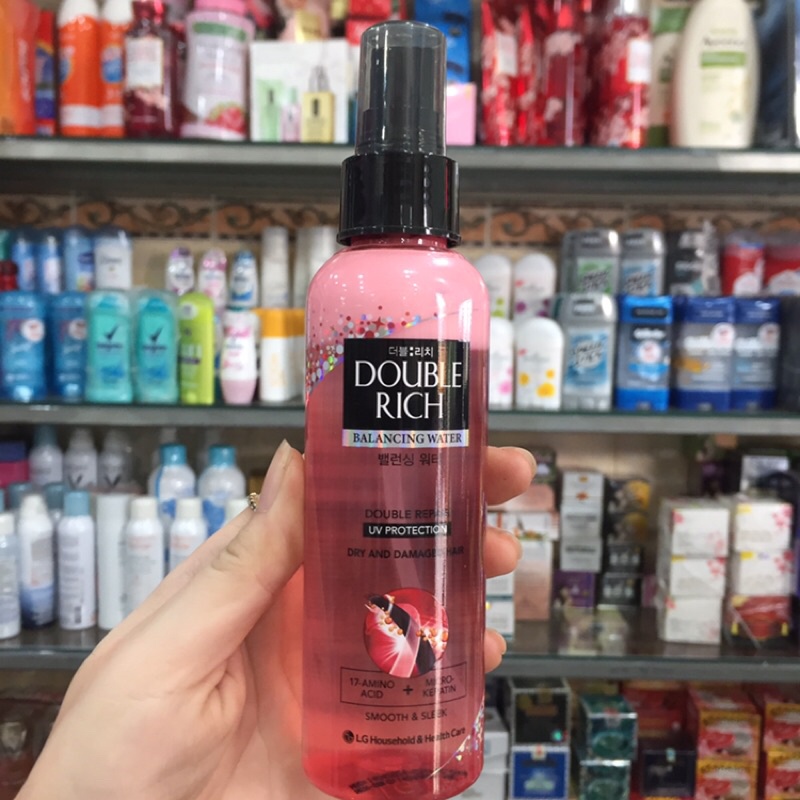 더블:리치
DOUBLE
RICH
BALANCING WATER
밸런싱 워터
DOUBLE REPAIR
UV PROTECTION
DRY AND DAMAGED HAIR
17-AMINO
ACID
+
MICRO-
KERATIN
SMOOTH & SLEEK
LG Household & Health Care
Aveeno